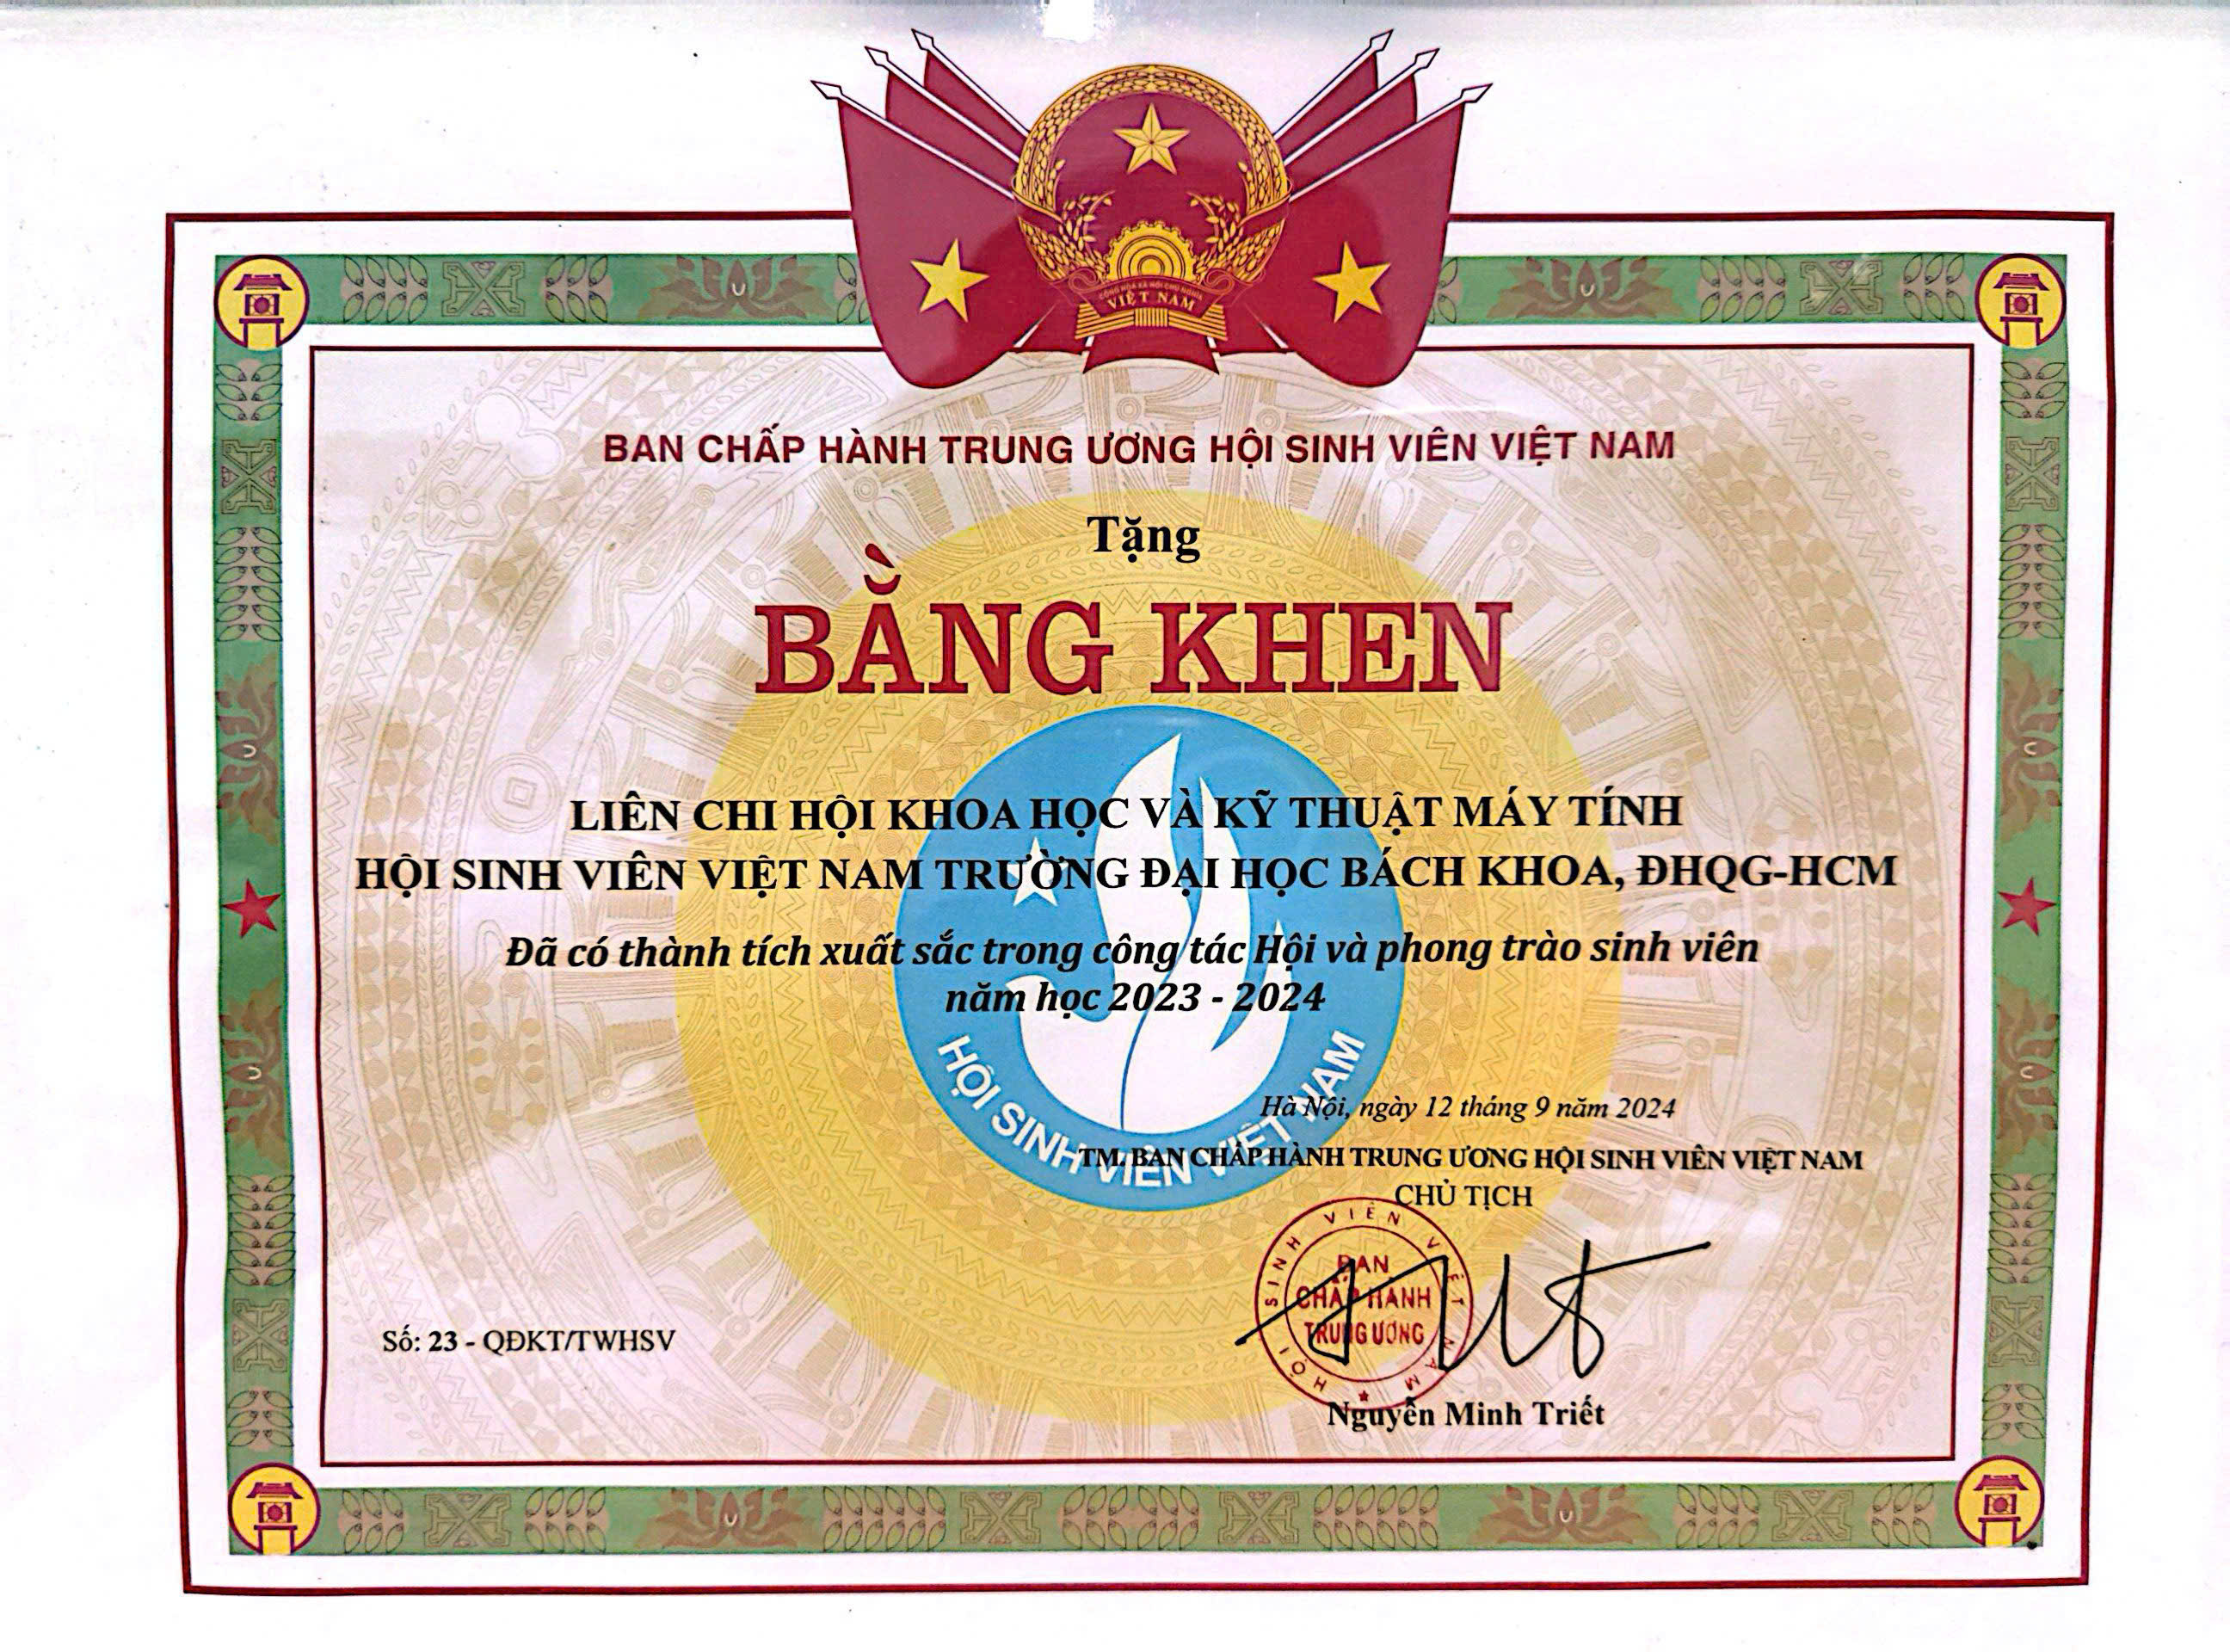 CỘNG HÒA XÃ HỘI CHỦ NGHĨA
VIỆT NAM
BAN CHẤP HÀNH TRUNG ƯƠNG HỘI SINH VIÊN VIỆT NAM
Tặng
BẰNG KHEN
LIÊN CHI HỘI KHOA HỌC VÀ KỸ THUẬT MÁY TÍNH
HỘI SINH VIÊN VIỆT NAM TRƯỜNG ĐẠI HỌC BÁCH KHOA, ĐHQG-HCM
Đã có thành tích xuất sắc trong công tác Hội và phong trào sinh viên
năm học 2023 - 2024
HỘI SINH VIÊN VIỆT NAM
Hà Nội, ngày 12 tháng 9 năm 2024
TM. BAN CHẤP HÀNH TRUNG ƯƠNG HỘI SINH VIÊN VIỆT NAM
CHỦ TỊCH
HỘI SINH VIÊN VIỆT NAM
BAN
CHẤP HÀNH
TRUNG ƯƠNG
Số: 23 - QĐKT/TWHSV
Nguyễn Minh Triết